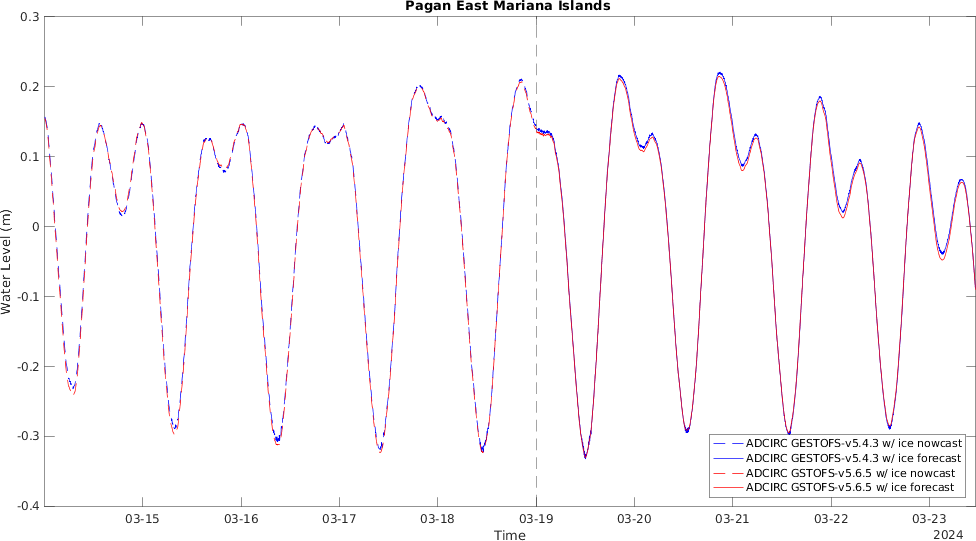 Pagan East Mariana Islands
Water Level (m)
0.3
0.2
0.1
0
-0.1
-0.2
-0.3
-0.4
ADCIRC GESTOFS-v5.4.3 w/ ice nowcast
ADCIRC GESTOFS-v5.4.3 w/ ice forecast
ADCIRC GSTOFS-v5.6.5 w/ ice nowcast
ADCIRC GSTOFS-v5.6.5 w/ ice forecast
03-15 03-16 03-17 03-18 03-19 03-20 03-21 03-22 03-23
Time
2024